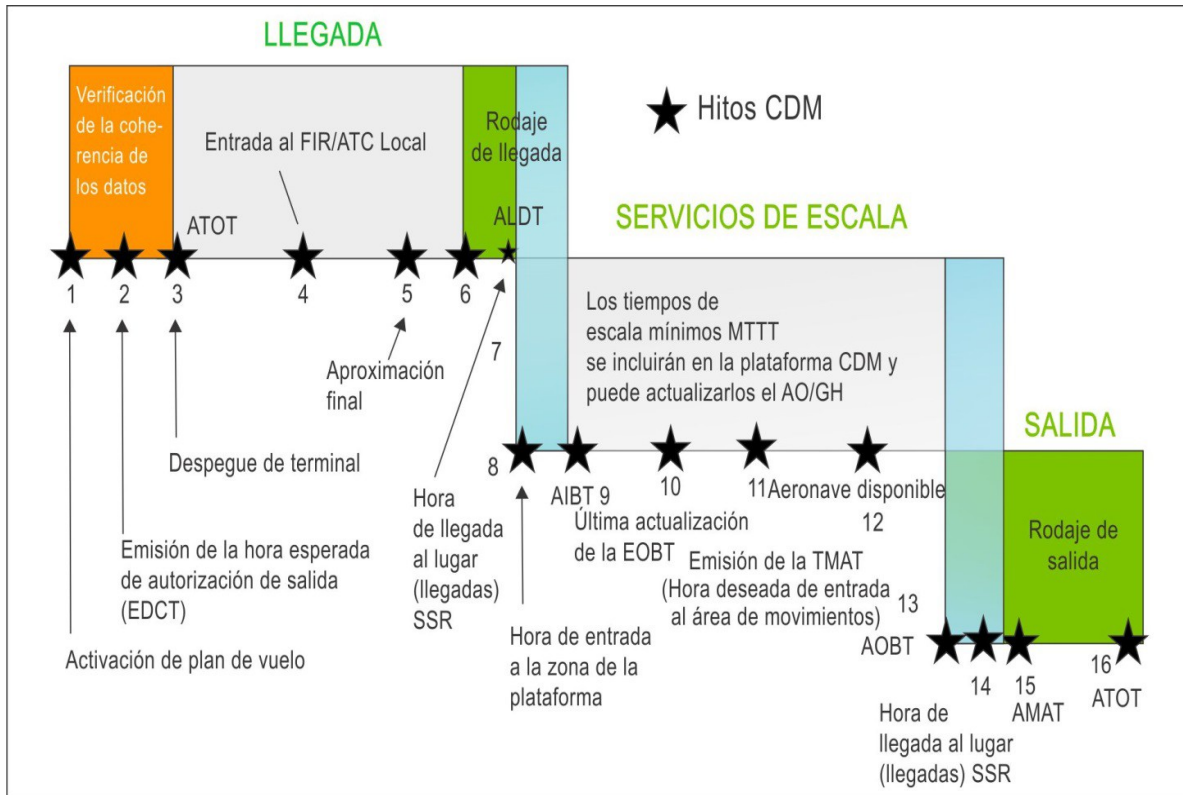 LLEGADA
Verificación
de la cohe-
rencia de
los datos
Entrada al FIR/ATC Local
Rodaje
de llegada
Hitos CDM
ATOT
ALDT
SERVICIOS DE ESCALA
1
2
3
4
5
6
7
Los tiempos de
escala mínimos MTTT
se incluirán en la plataforma CDM y
puede actualizarlos el AO/GH
Aproximación
final
Despegue de terminal
Emisión de la hora esperada
de autorización de salida
(EDCT)
Activación de plan de vuelo
Hora
de llegada
al lugar
(llegadas)
SSR
8
Hora de entrada
a la zona de la
plataforma
AIBT 9
10
Última actualización
de la EOBT
11
Emisión de la TMAT
(Hora deseada de entrada
al área de movimientos)
Aeronave disponible
12
SALIDA
Rodaje de
salida
13
AOBT
14
Hora de
llegada al lugar
(llegadas) SSR
15
AMAT
16
ATOT